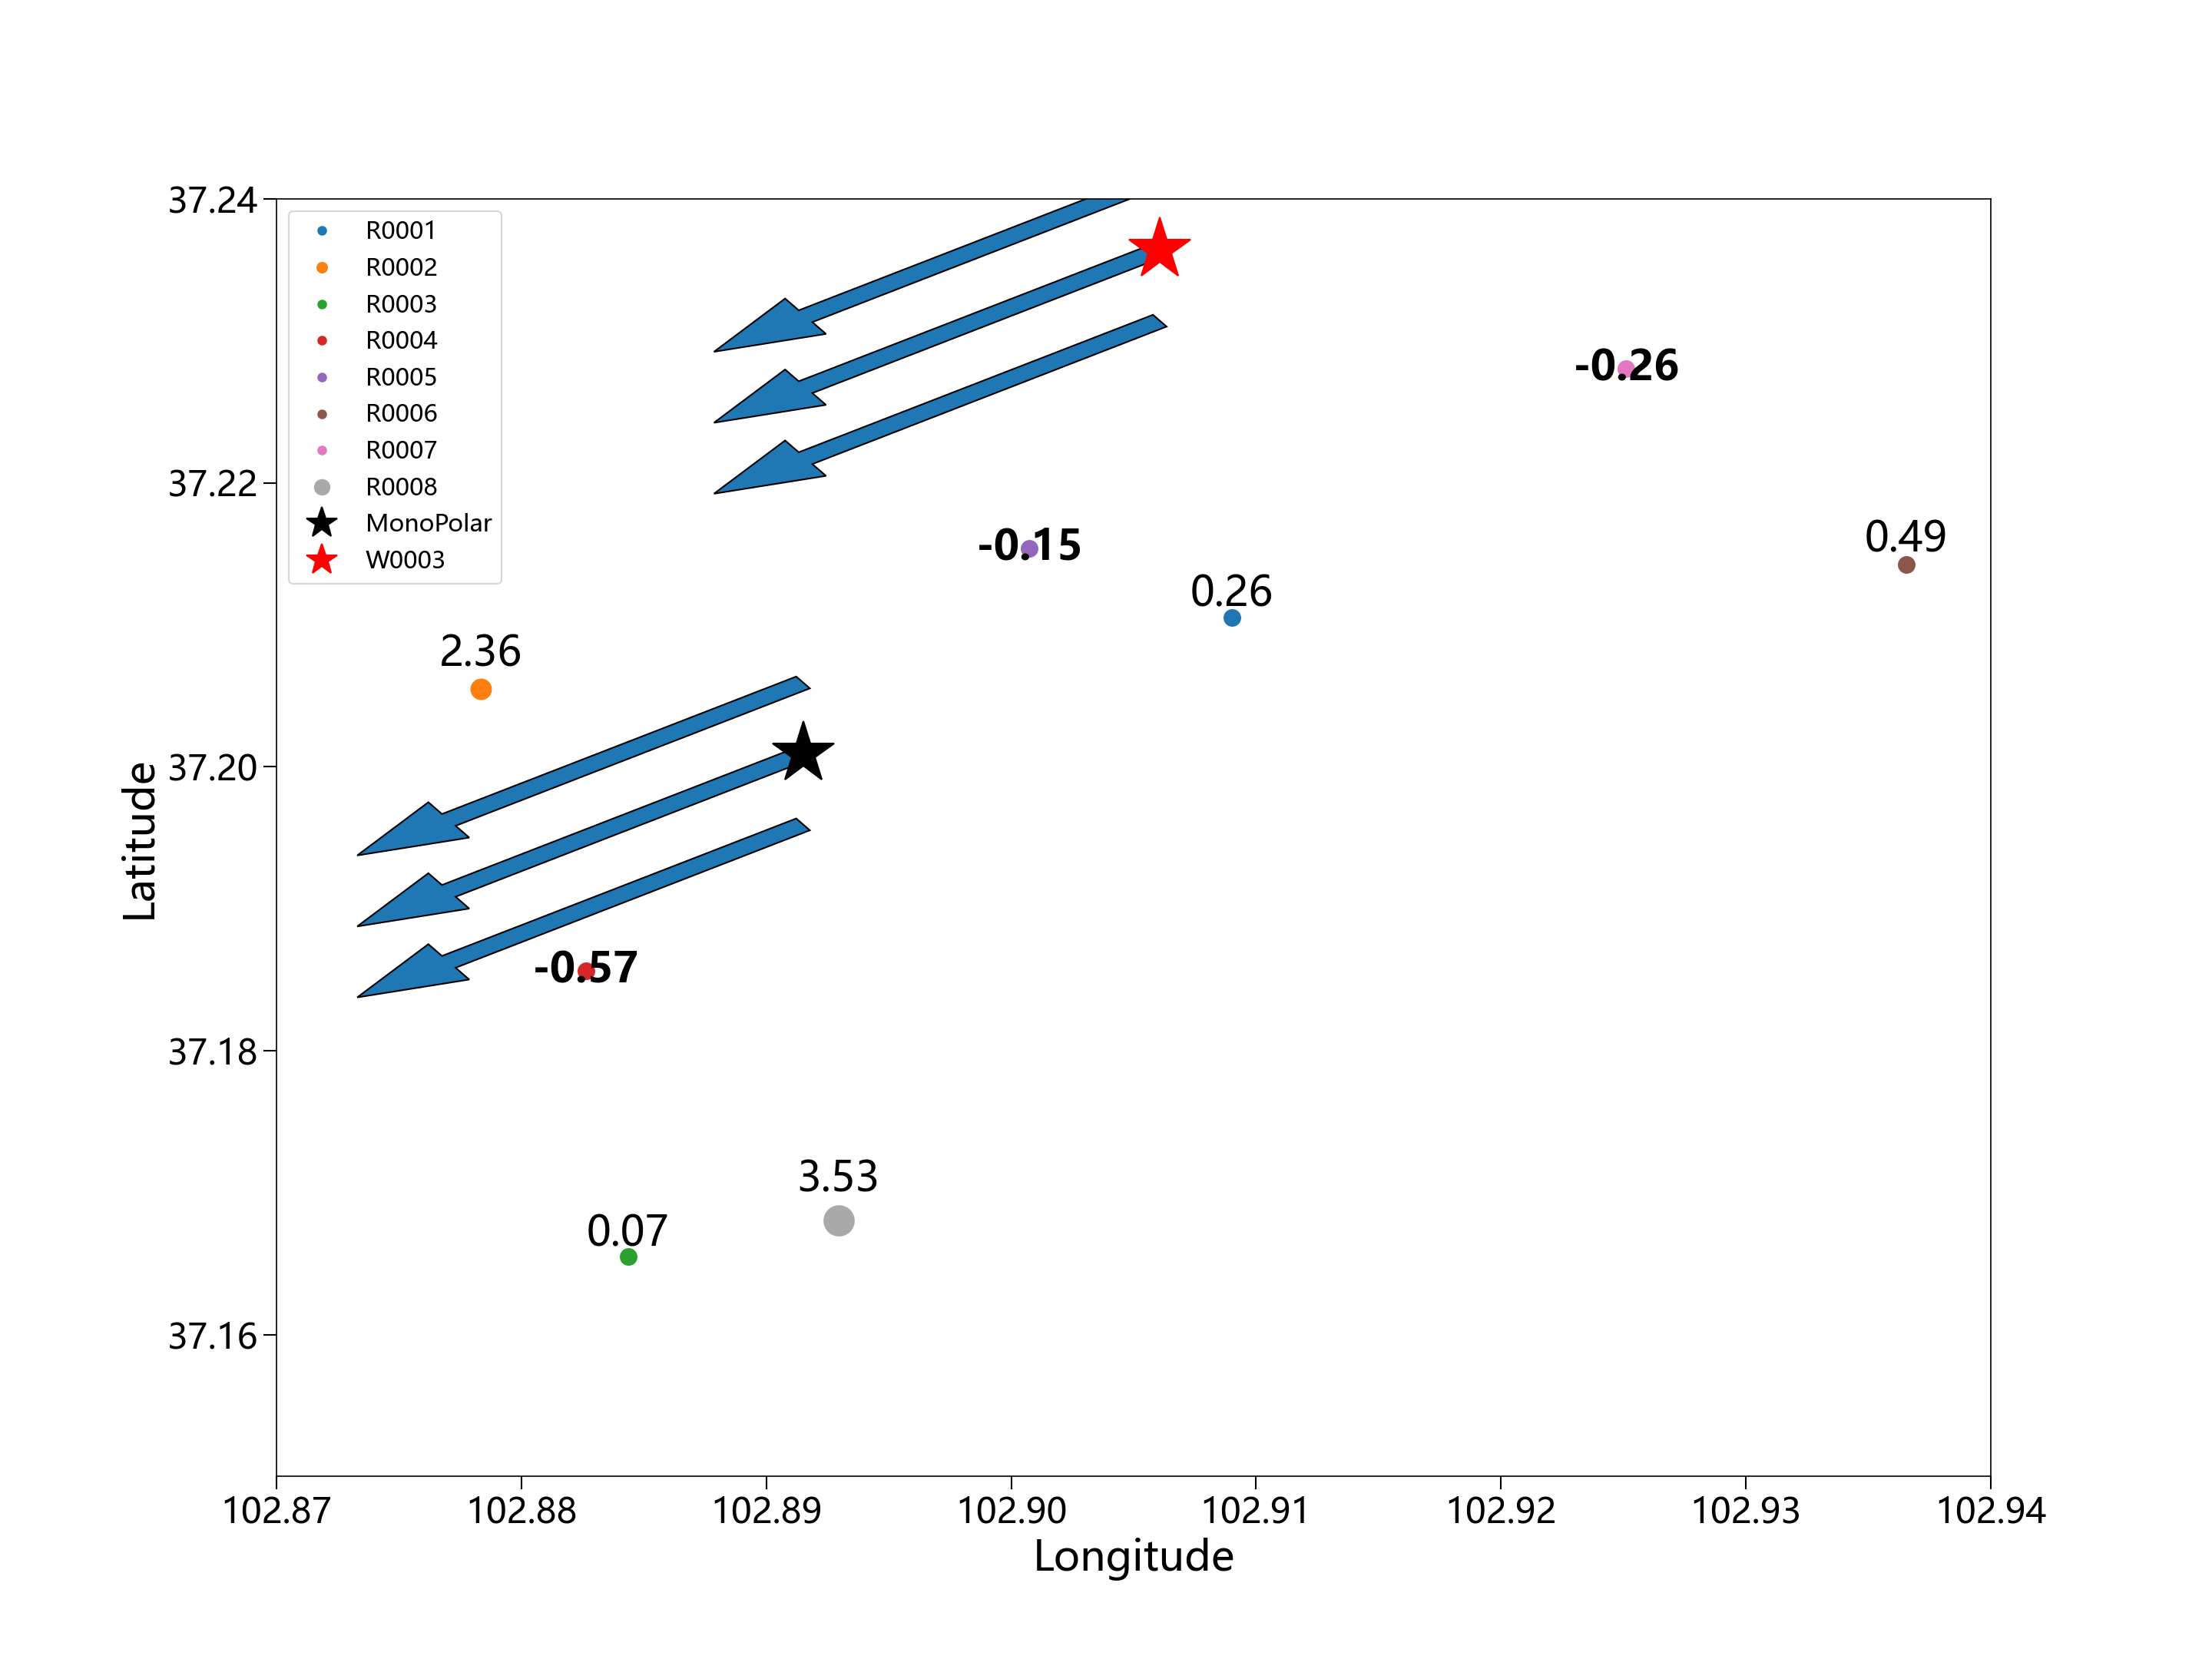 37.24
37.22
37.20
37.18
37.16
Latitude
R0001
R0002
R0003
R0004
R0005
R0006
R0007
R0008
MonoPolar
W0003
-0.26
0.49
-0.15
0.26
2.36
-0.57
3.53
0.07
102.87 102.88 102.89 102.90 102.91 102.92 102.93 102.94
Longitude